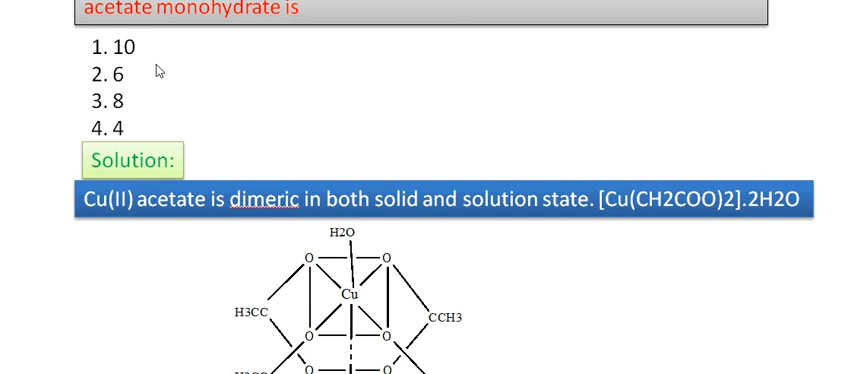 acetate monohydrate is
1. 10
2. 6
3. 8
4. 4
Solution:
Cu(II) acetate is dimeric in both solid and solution state. [Cu(CH2COO)2].2H2O
H2O
O O
Cu
H3CC CCH3
O O
O O